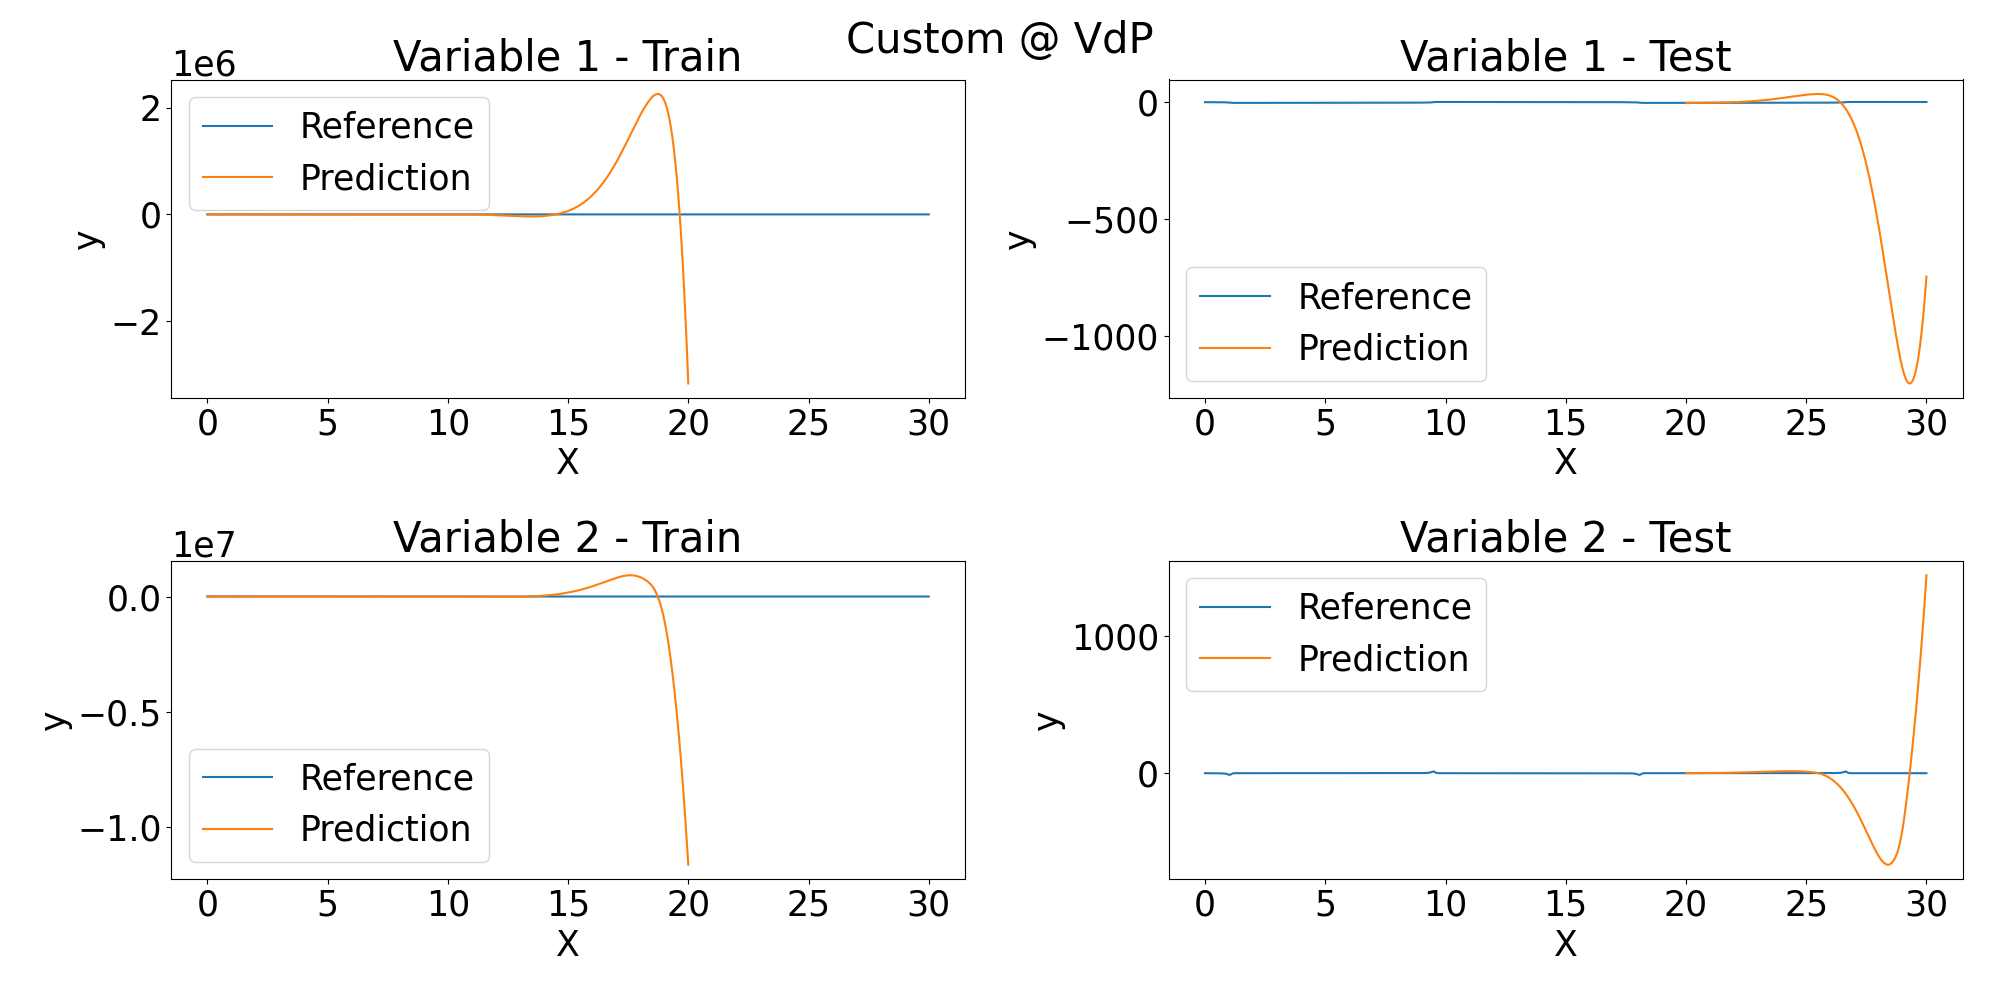 Custom @ VdP
Variable 1 - Train
1e6
2
0
−2
y
Reference
Prediction
0 5 10 15 20 25 30
X
Variable 1 - Test
0
−500
−1000
y
Reference
Prediction
0 5 10 15 20 25 30
X
Variable 2 - Train
1e7
0.0
−0.5
−1.0
y
Reference
Prediction
0 5 10 15 20 25 30
X
Variable 2 - Test
1000
0
y
Reference
Prediction
0 5 10 15 20 25 30
X